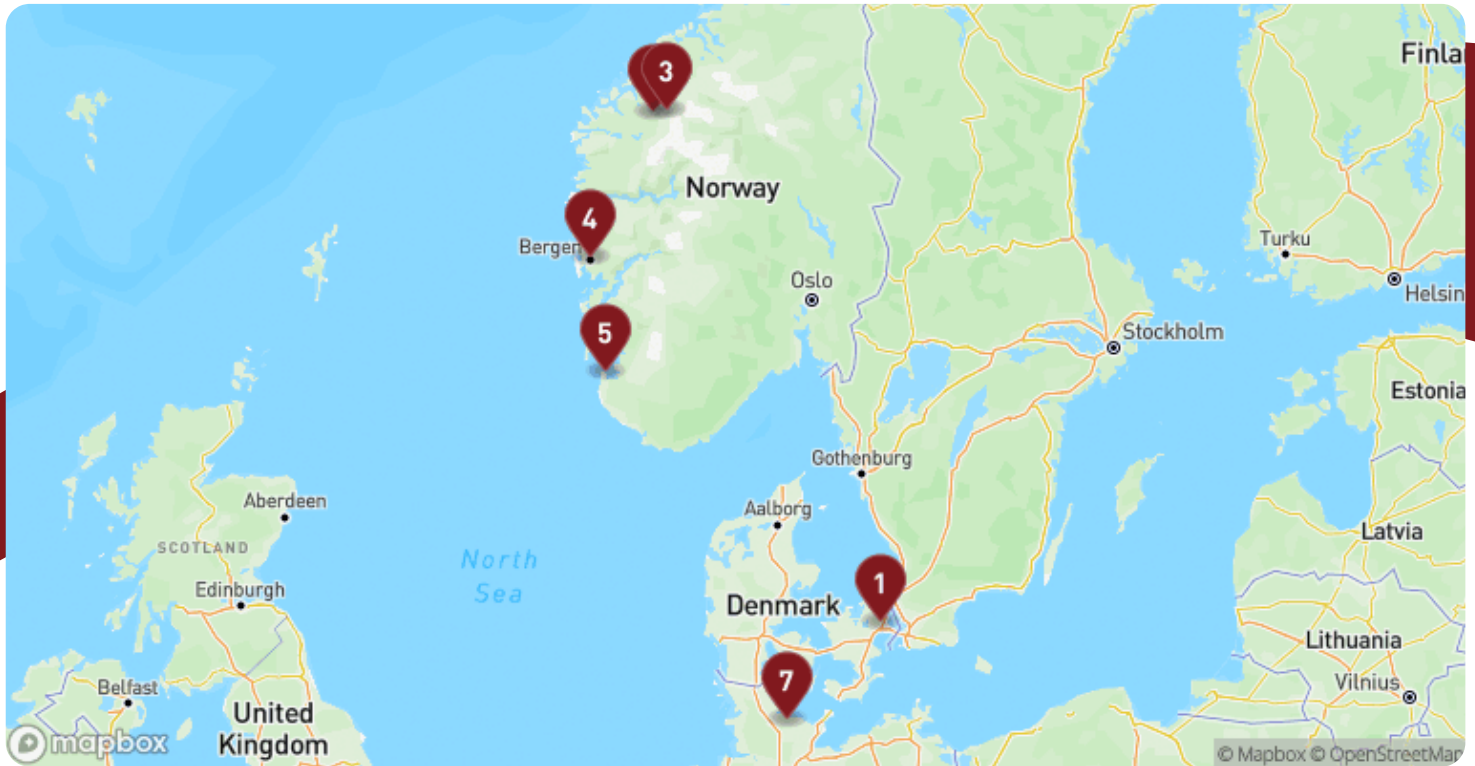 Finla
3
Norway
4
Bergen
Turku
Oslo
Helsin
5
Stockholm
Estonia
Gothenburg
Aberdeen
Aalborg
SCOTLAND
Latvia
North
Sea
1
Edinburgh
Denmark
Lithuania
7
Belfast
Vilnius
United
Kingdom
mapbox
© Mapbox © OpenStreetMap